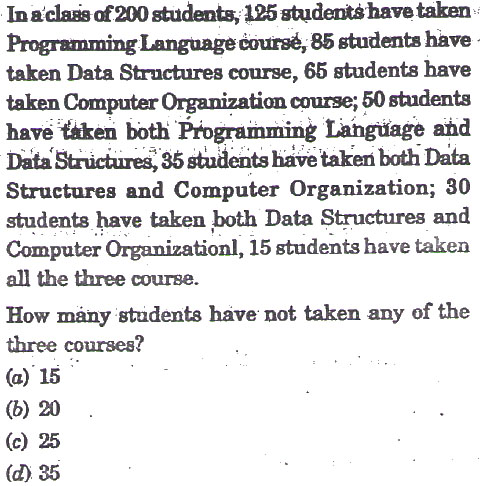 In a class of 200 students, 125 students have taken
Programming Language course, 85 students have
taken Data Structures course, 65 students have
taken Computer Organization course; 50 students
have taken both Programming Language and
Data Structures, 35 students have taken both Data
Structures and Computer Organization; 30
students have taken both Data Structures and
Computer Organizationl, 15 students have taken
all the three course.
How many students have not taken any of the
three courses?
(a) 15
(b) 20
(c) 25
(d) 35